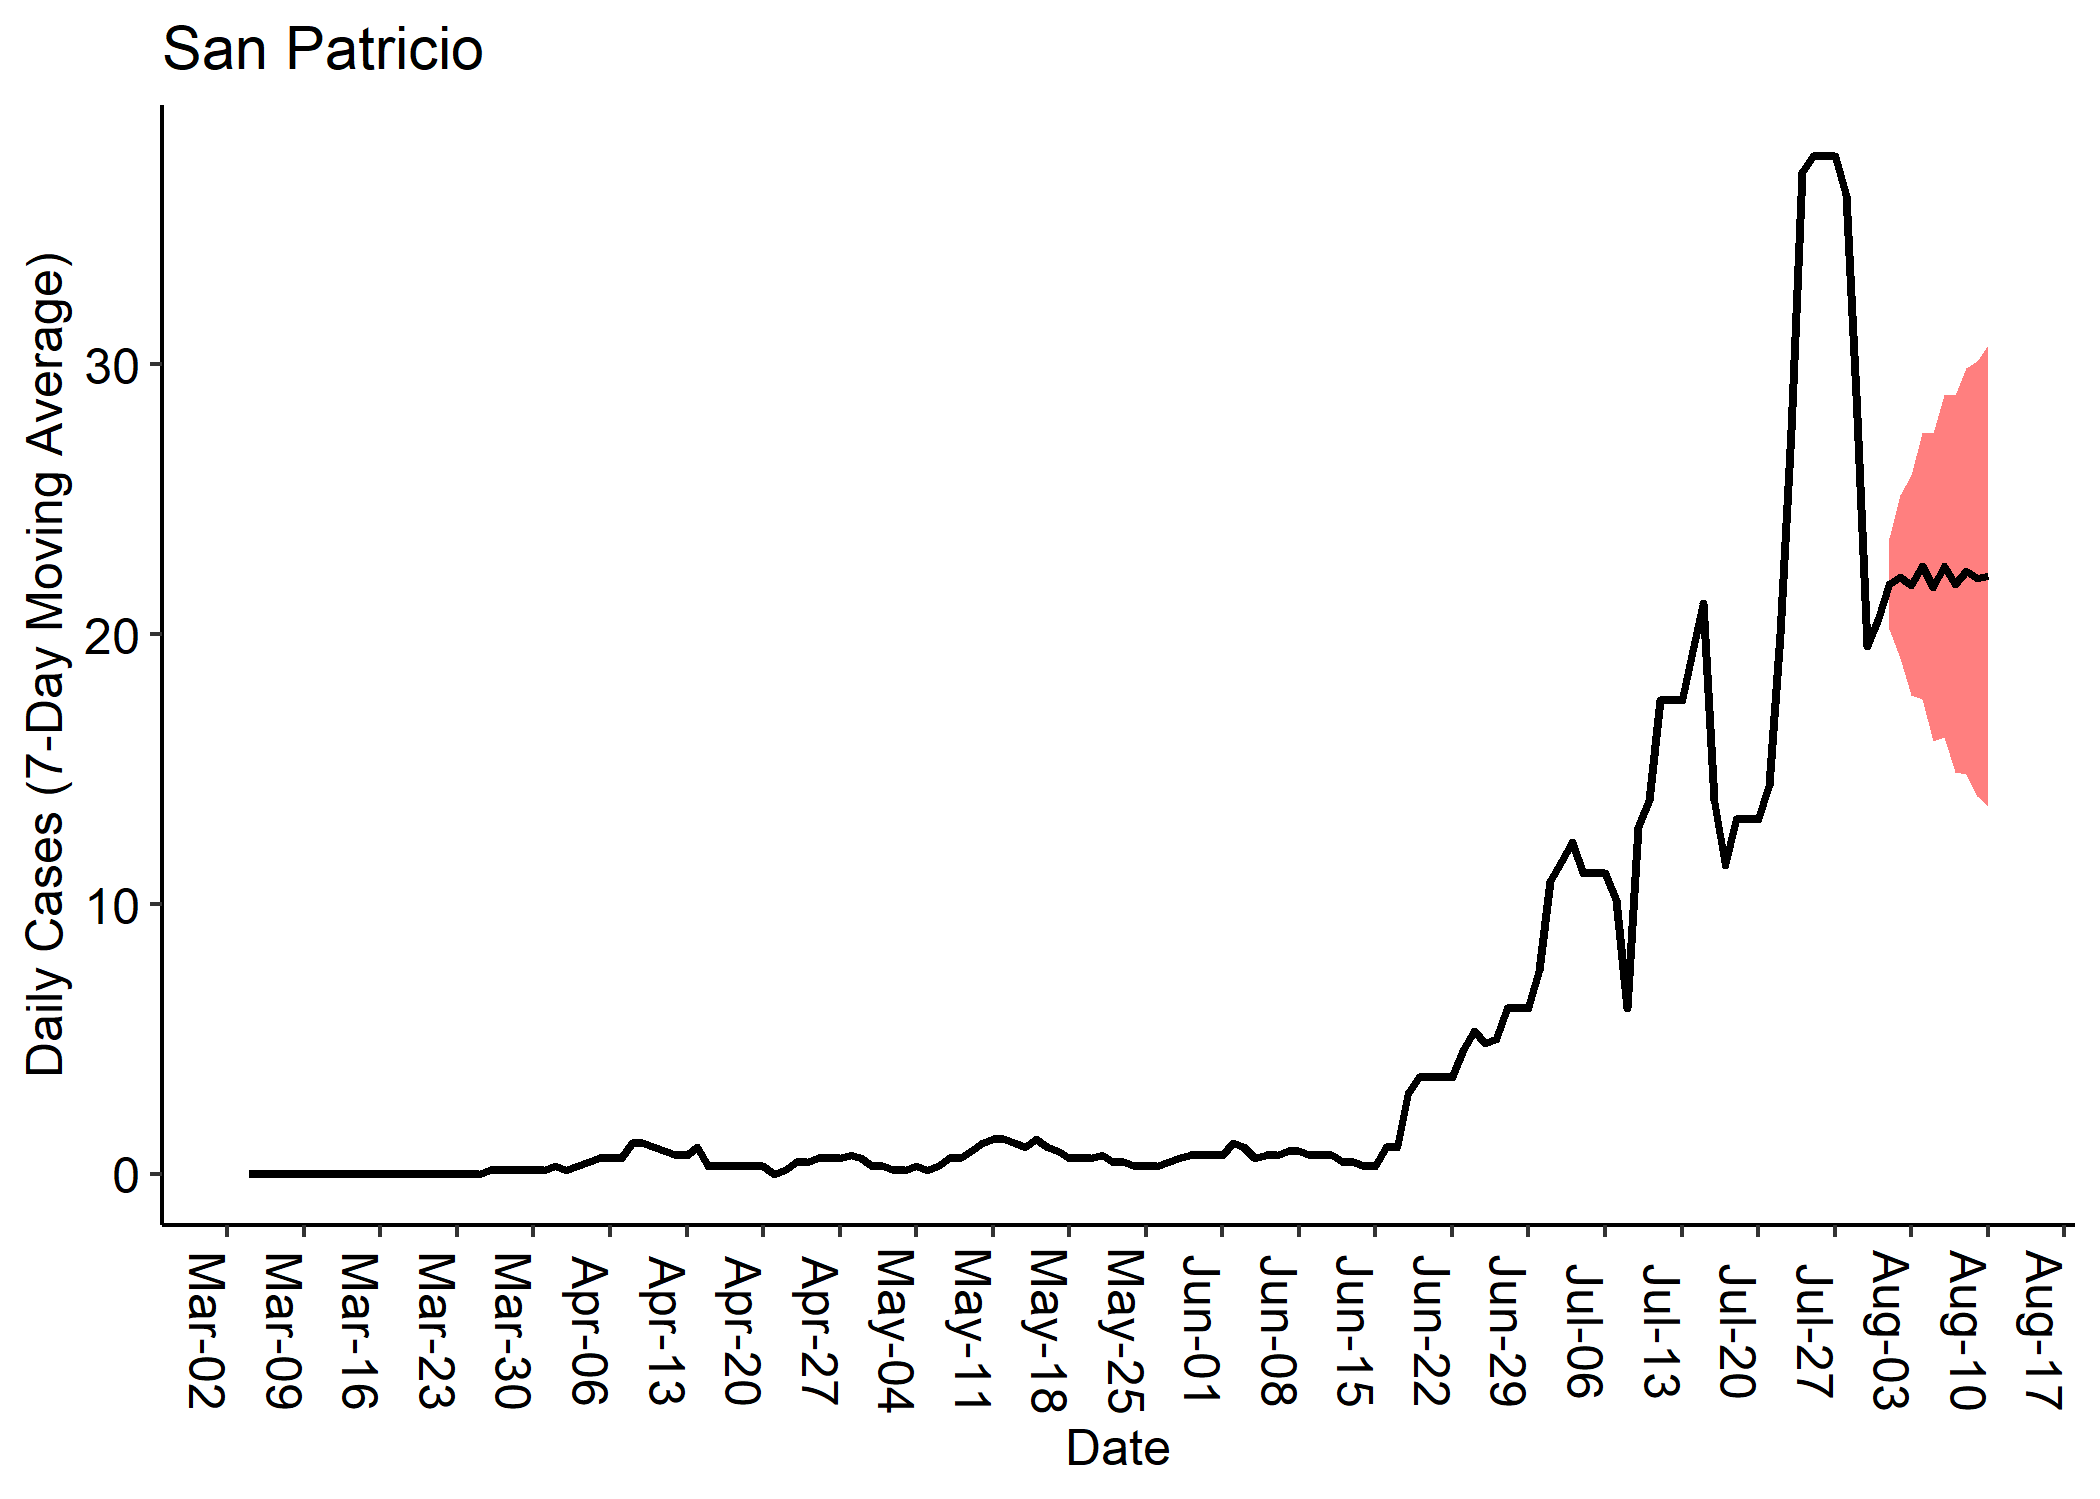 San Patricio
Daily Cases (7-Day Moving Average)
30
20
10
0
Mar-02
Mar-09
Mar-16
Mar-23
Mar-30
Apr-06
Apr-13
Apr-20
Apr-27
May-04
May-11
May-18
May-25
Jun-01
Jun-08
Jun-15
Jun-22
Jun-29
Jul-06
Jul-13
Jul-20
Jul-27
Aug-03
Aug-10
Aug-17
Date